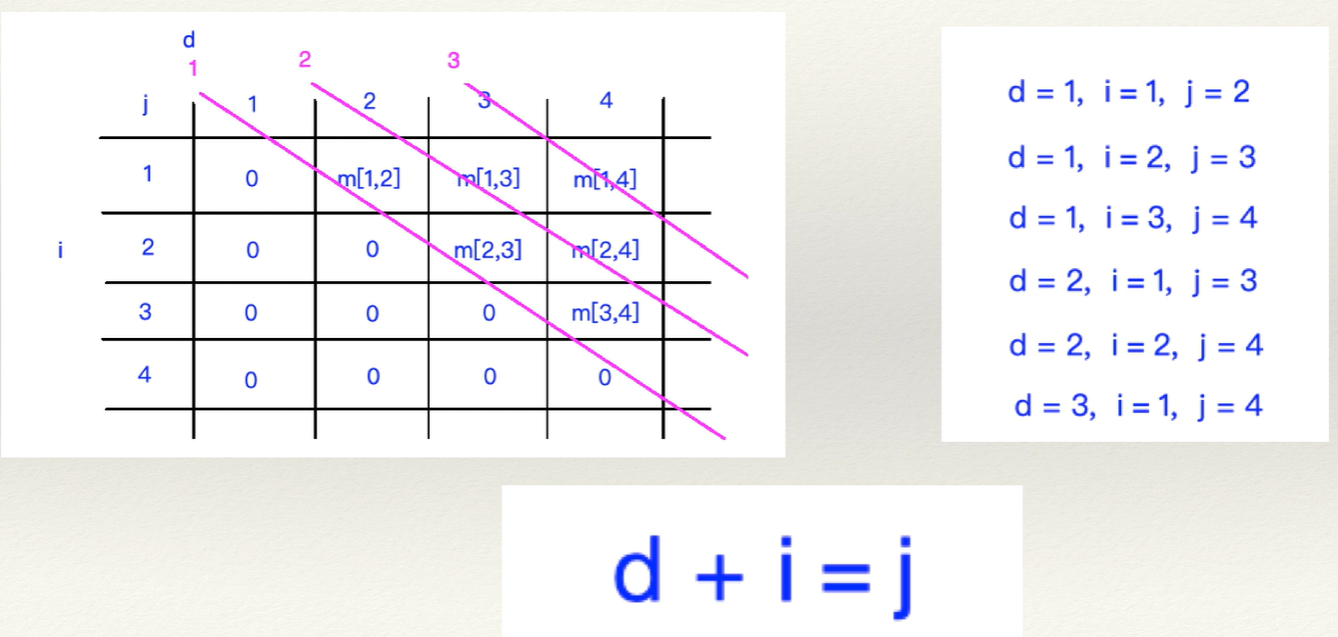 d
1 2 3
j 1 2 3 4
1 0 m[1,2] m[1,3] m[1,4]
i 2 0 0 m[2,3] m[2,4]
3 0 0 0 m[3,4]
4 0 0 0 0
d = 1, i = 1, j = 2
d = 1, i = 2, j = 3
d = 1, i = 3, j = 4
d = 2, i = 1, j = 3
d = 2, i = 2, j = 4
d = 3, i = 1, j = 4
d + i = j